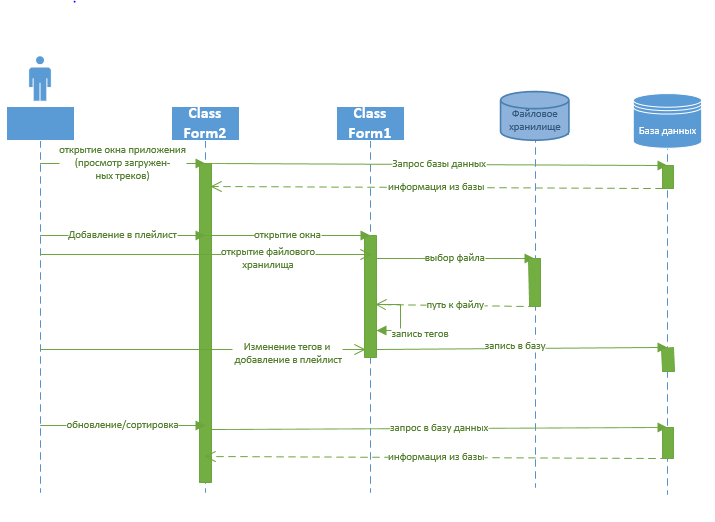 Class
Form2
Class
Form1
Файловое
хранилище
База данных
открытие окна приложения
(просмотр загружен-
ных треков)
Запрос базы данных
информация из базы
Добавление в плейлист
открытие окна
открытие файлового
хранилища
выбор файла
путь к файлу
запись тегов
Изменение тегов и
добавление в плейлист
запись в базу
обновление/сортировка
запрос в базу данных
информация из базы